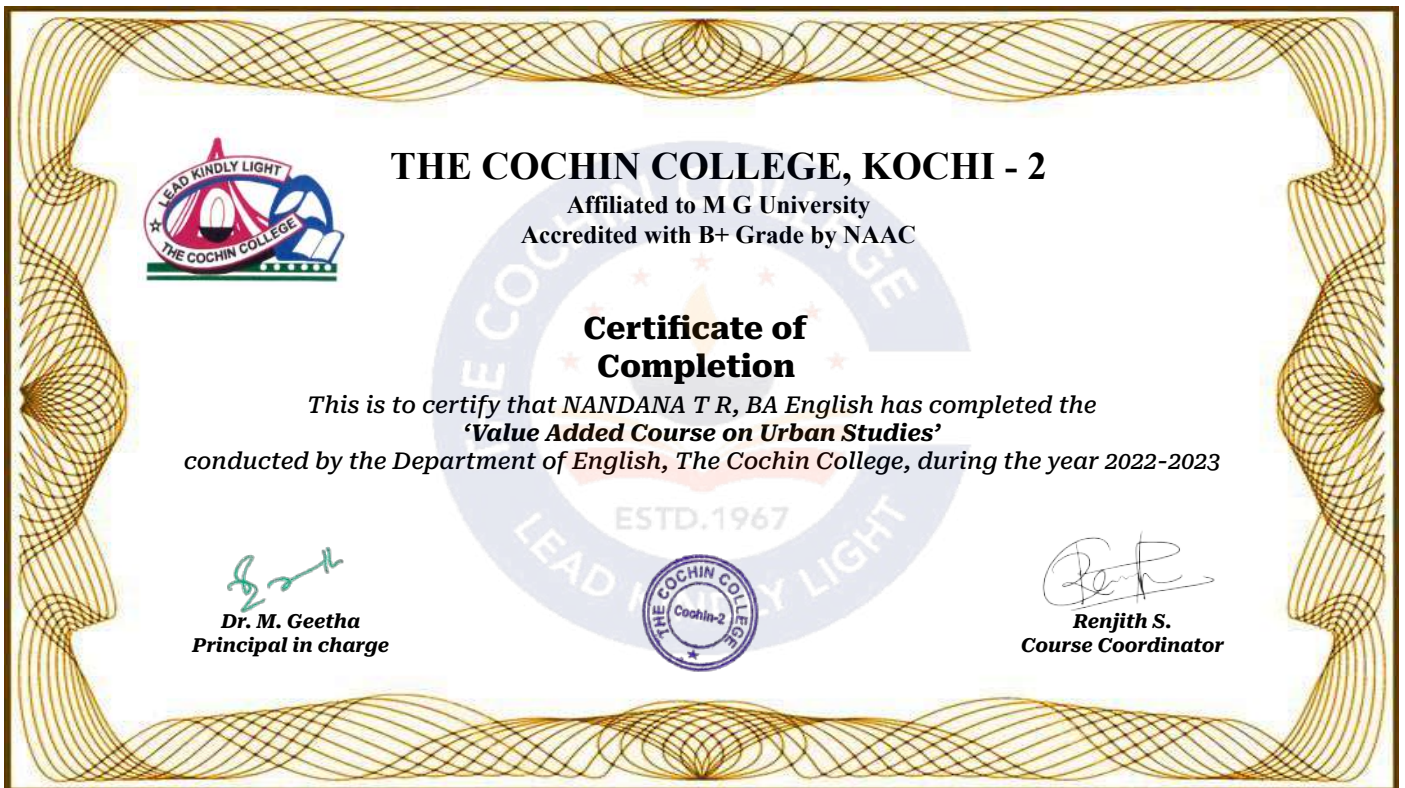 LEAD KINDLY LIGHT
THE COCHIN COLLEGE
THE COCHIN COLLEGE, KOCHI - 2
Affiliated to M G University
Accredited with B+ Grade by NAAC
THE COCHIN COLLEGE
Certificate of
Completion
This is to certify that NANDANA T R, BA English has completed the
‘Value Added Course on Urban Studies’
conducted by the Department of English, The Cochin College, during the year 2022-2023
ESTD.1967
LEAD KINDLY LIGHT
THE COCHIN COLLEGE
Cochin-2
Dr. M. Geetha
Principal in charge
Renjith S.
Course Coordinator